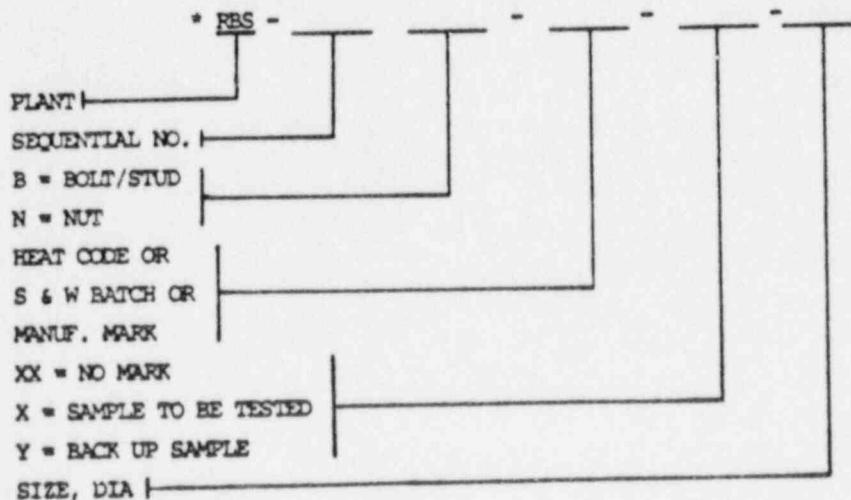 * RBS - ____ ____ - ____ - ____ - ____
PLANT
SEQUENTIAL NO.
B = BOLT/STUD
N = NUT
HEAT CODE OR
S & W BATCH OR
MANUF. MARK
XX = NO MARK
X = SAMPLE TO BE TESTED
Y = BACK UP SAMPLE
SIZE, DIA